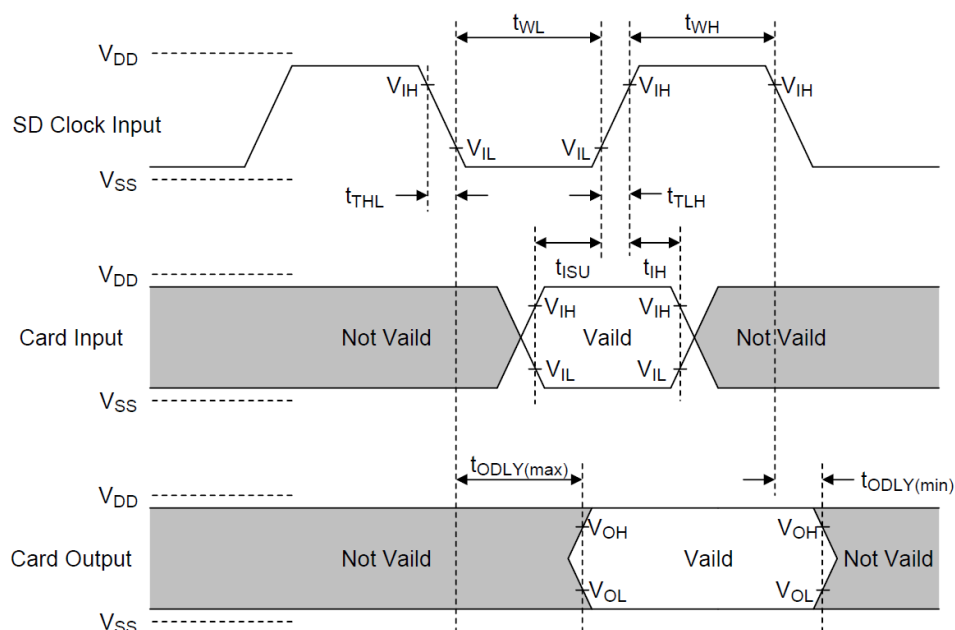 tWL tWH
VDD
VIH VIH VIH
SD Clock Input
VIL VIL
VSS
tTHL tTLH
tISU tIH
VDD
VIH VIH
Card Input Not Vaild Vaild Not Vaild
VIL VIL
VSS
tODLY(max) tODLY(min)
VDD
VOH VOH
Card Output Not Vaild Vaild Not Vaild
VOL VOL
VSS